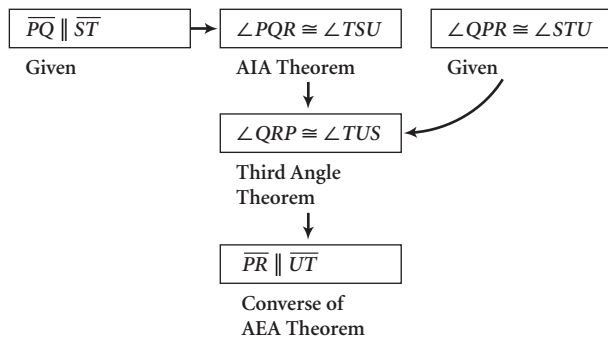 PQ ∥ ST
Given
∠PQR ≅ ∠TSU
AIA Theorem
∠QPR ≅ ∠STU
Given
∠QRP ≅ ∠TUS
Third Angle
Theorem
PR ∥ UT
Converse of
AEA Theorem